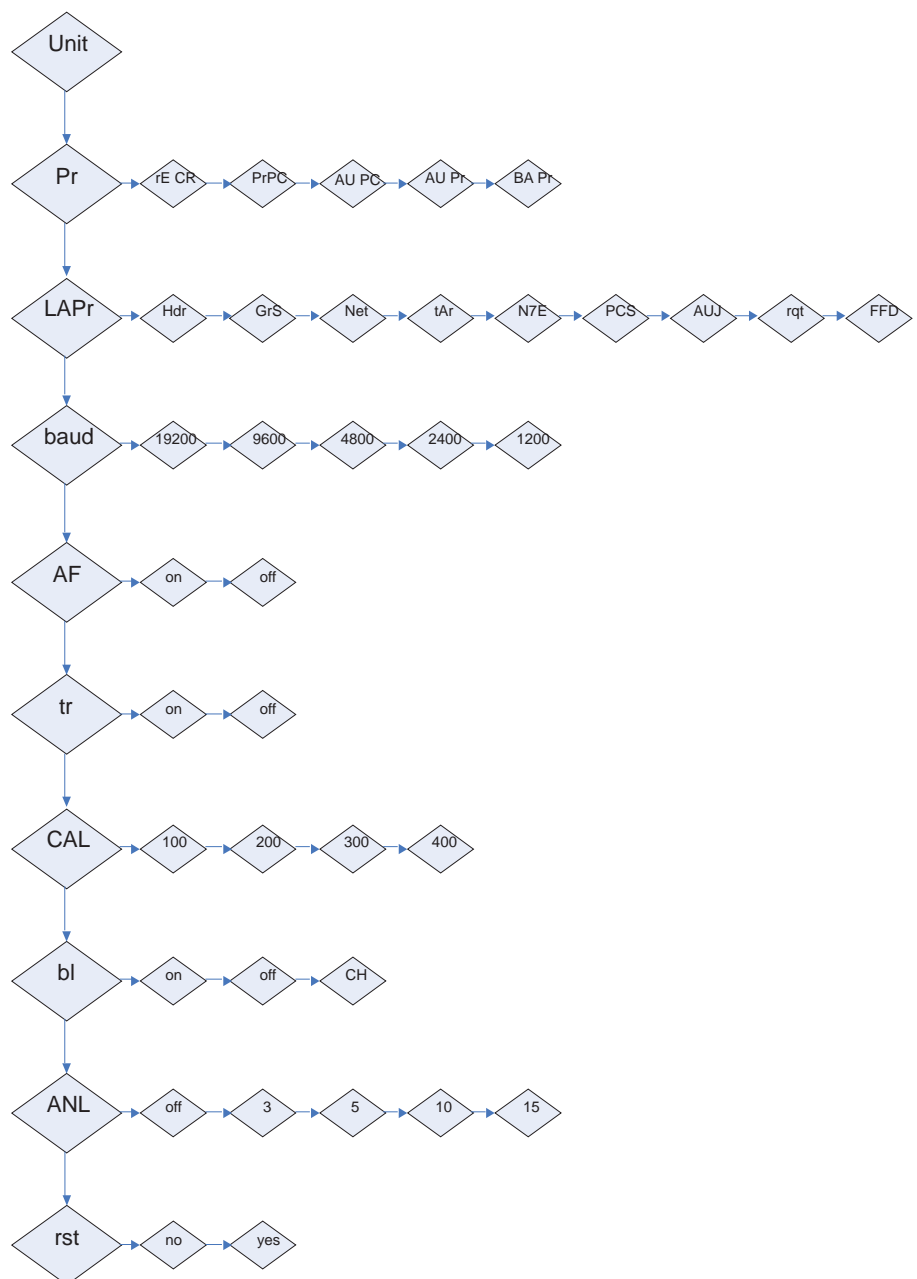 Unit
Pr rE CR PrPC AU PC AU Pr BA Pr
LAPr Hdr GrS Net tAr N7E PCS AUJ rqt FFD
baud 19200 9600 4800 2400 1200
AF on off
tr on off
CAL 100 200 300 400
bl on off CH
ANL off 3 5 10 15
rst no yes